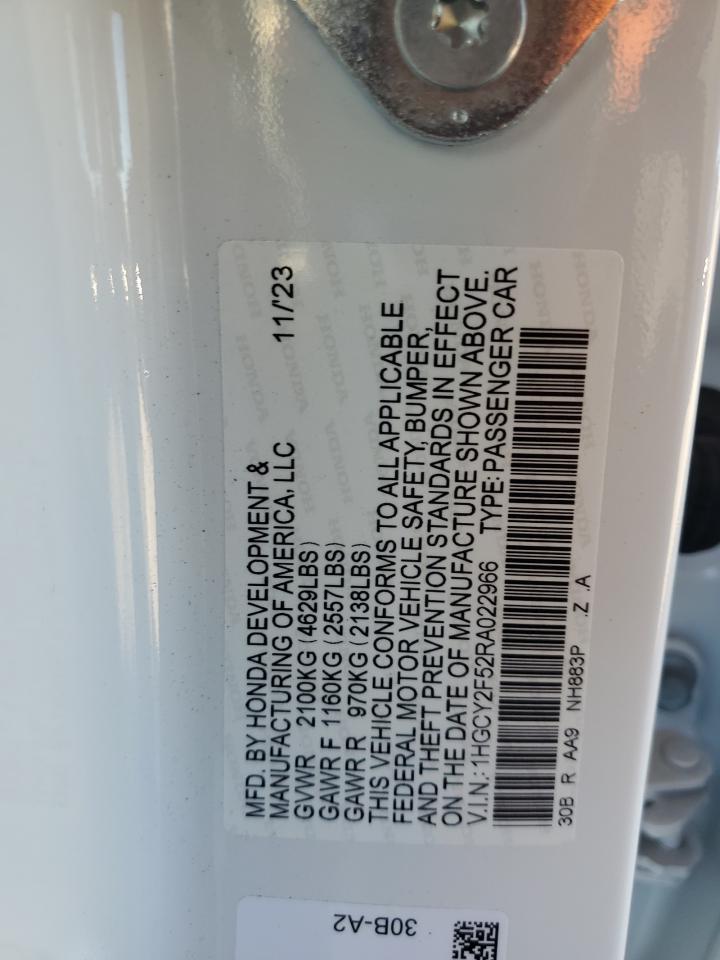 MFD. BY HONDA DEVELOPMENT &
MANUFACTURING OF AMERICA, LLC 11/'23
GVWR 2100KG (4629LBS)
GAWR F 1160KG (2557LBS)
GAWR R 970KG (2138LBS)
THIS VEHICLE CONFORMS TO ALL APPLICABLE
FEDERAL MOTOR VEHICLE SAFETY, BUMPER,
AND THEFT PREVENTION STANDARDS IN EFFECT
ON THE DATE OF MANUFACTURE SHOWN ABOVE.
V.I.N.: 1HGCY2F52RA022966 TYPE: PASSENGER CAR
30B R AA9 NH883P .Z .A
30B-A2